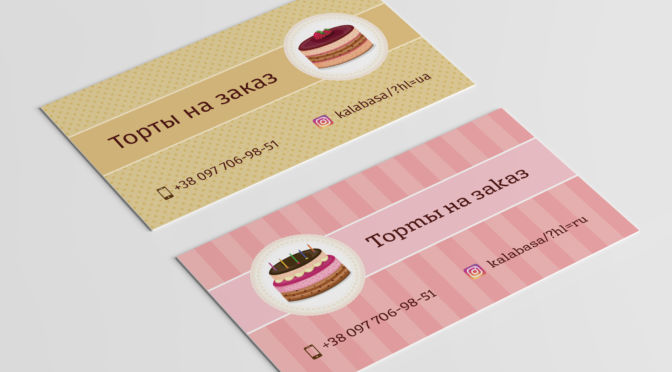 Торты на заказ
+38 097 706-98-51
kalabasa/?hl=ua
Торты на заказ
+38 097 706-98-51
kalabasa/?hl=ru